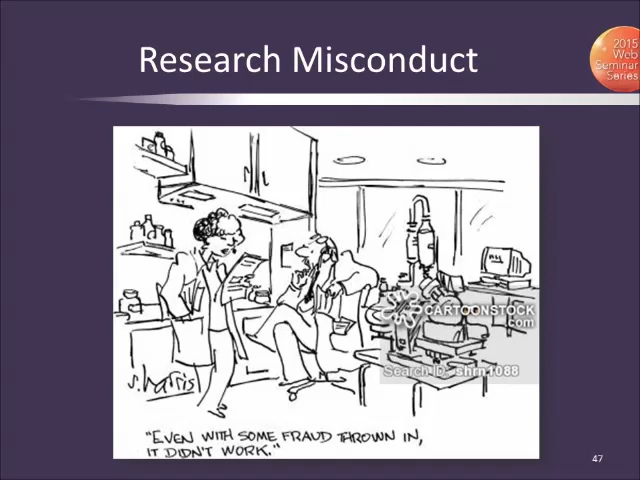 Research Misconduct
2015
Web
Seminar
Series
CARTOONSTOCK
.com
Search ID: shrn1088
s.harris
"EVEN WITH SOME FRAUD THROWN IN,
IT DIDN'T WORK."
47